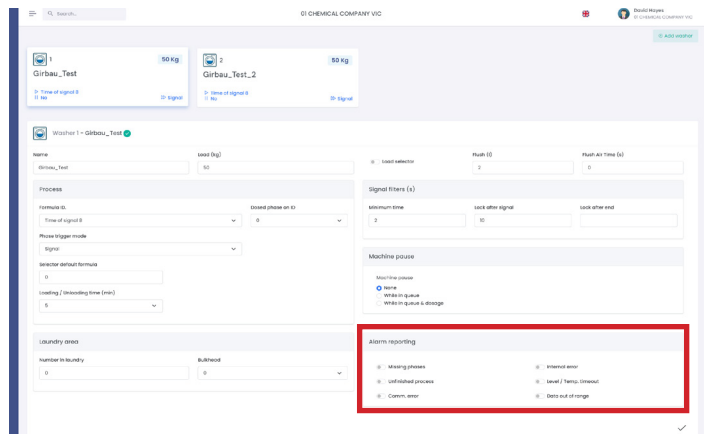 Search...
01 CHEMICAL COMPANY VIC
David Hayes
01 CHEMICAL COMPANY VIC
Add washer
1
50 Kg
Girbau_Test
Time of signal 8
No
Signal
2
50 Kg
Girbau_Test_2
Time of signal 8
No
Signal
Washer 1 - Girbau_Test
Name
Load (kg)
Load selector
Flush (l)
Flush Air Time (s)
Girbau_Test
50
2
0
Process
Formula ID.
Dosed phase on ID
Time of signal 8
8
Phase trigger mode
Signal
Selector default formula
0
Loading / Unloading time (min)
5
Signal filters (s)
Minimum time
Lock after signal
Lock after end
2
10
Machine pause
Machine pause
None
While in queue
While in queue & dosage
Laundry area
Number in laundry
Bulkhead
0
0
Alarm reporting
Missing phases
Internal error
Unfinished process
Level / Temp. timeout
Comm. error
Data out of range